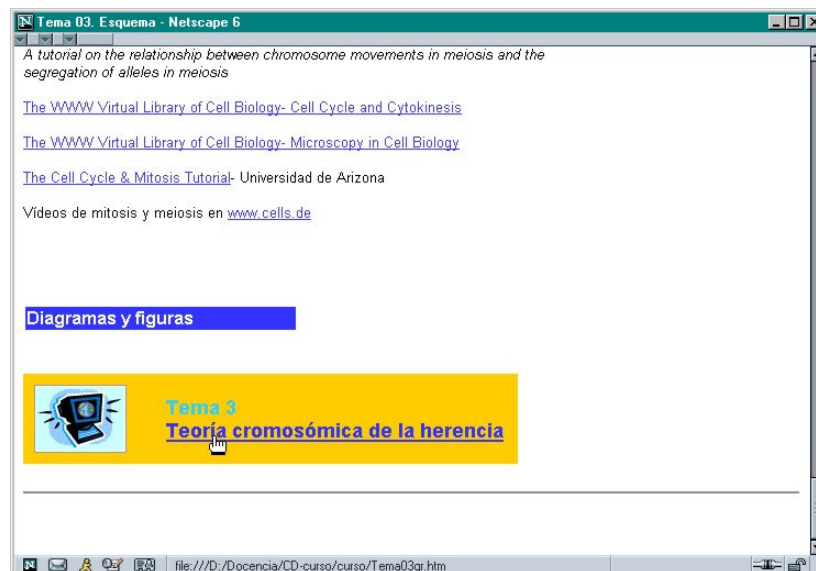 Tema 03. Esquema - Netscape 6
A tutorial on the relationship between chromosome movements in meiosis and the
segregation of alleles in meiosis
The WWW Virtual Library of Cell Biology- Cell Cycle and Cytokinesis
The WWW Virtual Library of Cell Biology- Microscopy in Cell Biology
The Cell Cycle & Mitosis Tutorial- Universidad de Arizona
Vídeos de mitosis y meiosis en www.cells.de
Diagramas y figuras
Tema 3
Teoría cromosómica de la herencia
file:///D:/Docencia/CD-curso/curso/Tema03gr.htm